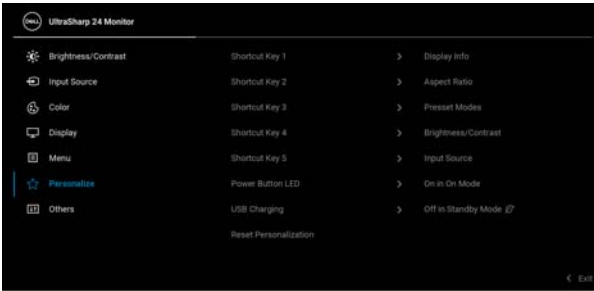 DELL UltraSharp 24 Monitor
Brightness/Contrast Shortcut Key 1 > Display Info
Input Source Shortcut Key 2 > Aspect Ratio
Color Shortcut Key 3 > Presset Modes
Display Shortcut Key 4 > Brightness/Contrast
Menu Shortcut Key 5 > Input Source
Personalize Power Button LED > On in On Mode
Others USB Charging > Off in Standby Mode
Reset Personalization
< Exit